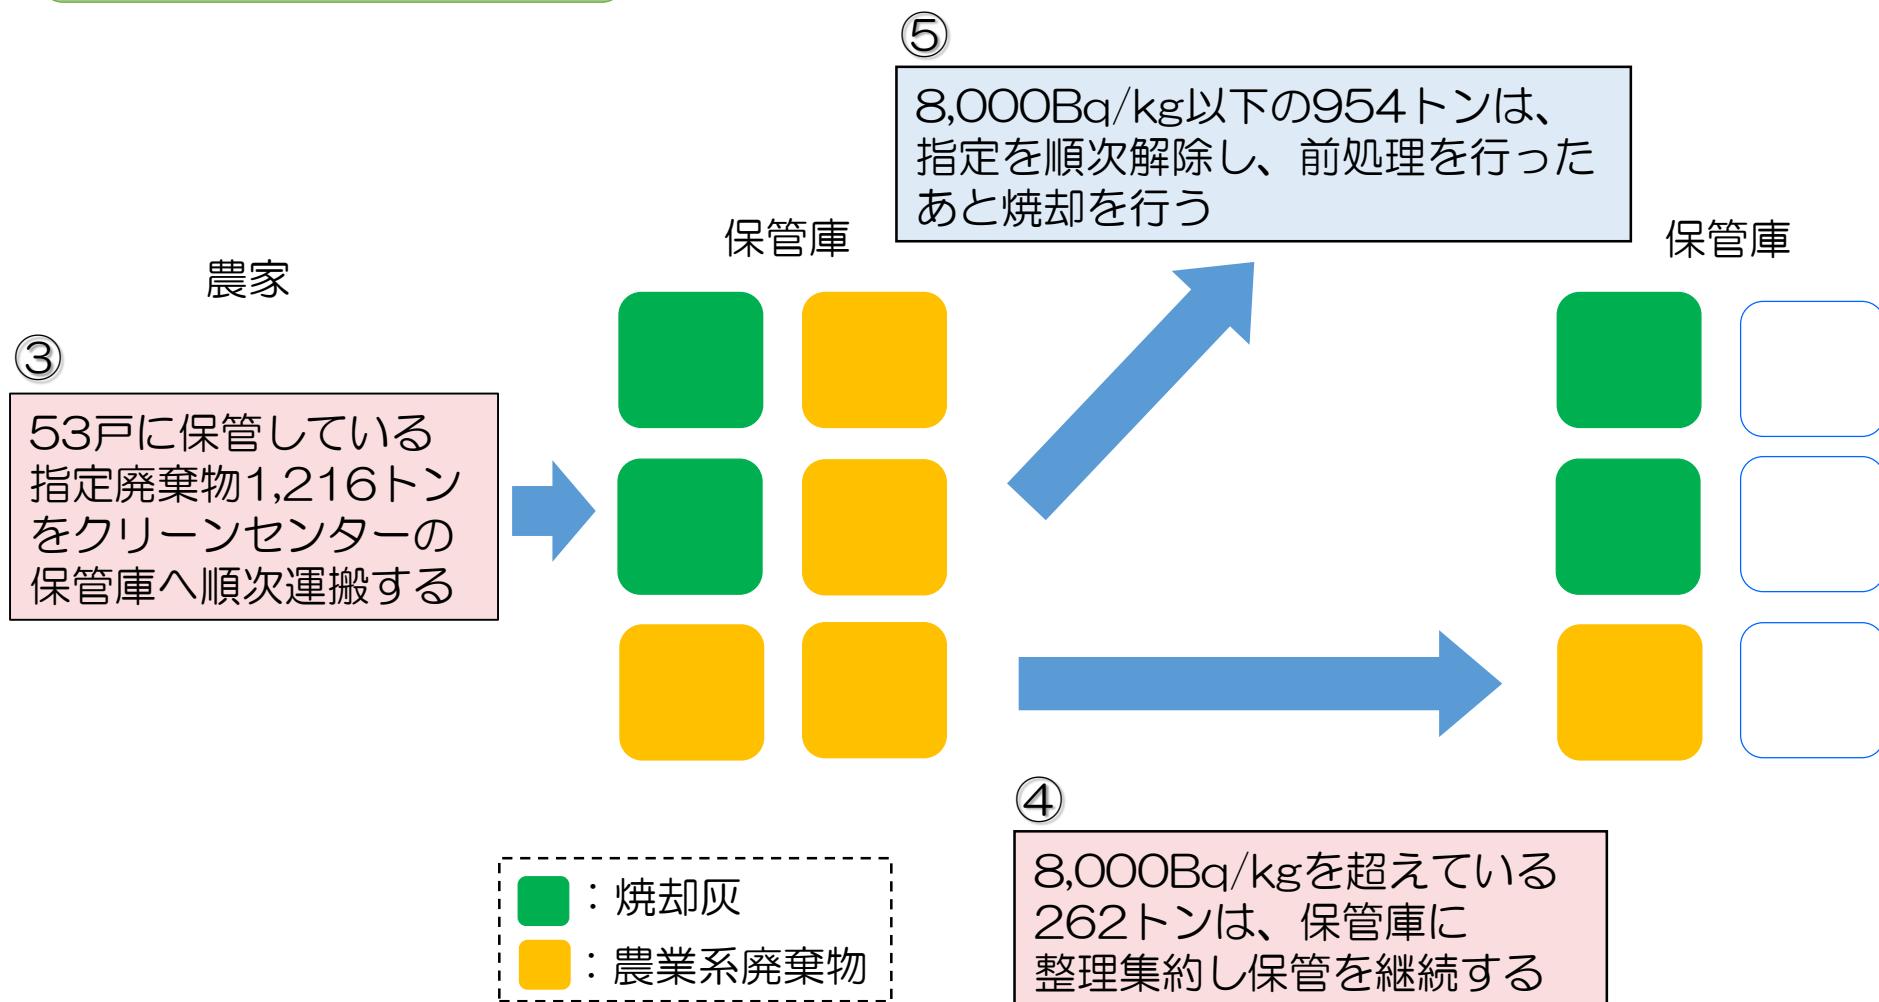 ⑤
8,000Bq/kg以下の954トンは、
指定を順次解除し、前処理を行った
あと焼却を行う
保管庫
保管庫
農家
③
53戸に保管している
指定廃棄物1,216トン
をクリーンセンターの
保管庫へ順次運搬する
④
8,000Bq/kgを超えている
262トンは、保管庫に
整理集約し保管を継続する
：焼却灰
：農業系廃棄物